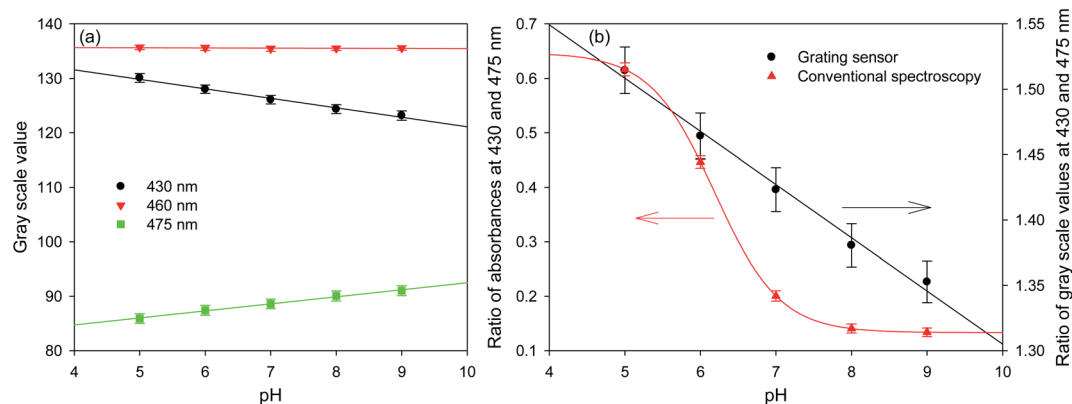 (a)
Gray scale value
140
130
120
110
100
90
80
430 nm
460 nm
475 nm
4 5 6 7 8 9 10
pH
(b)
Ratio of absorbances at 430 and 475 nm
0.7
0.6
0.5
0.4
0.3
0.2
0.1
Grating sensor
Conventional spectroscopy
1.55
1.50
1.45
1.40
1.35
1.30
Ratio of gray scale values at 430 and 475 nm
4 5 6 7 8 9 10
pH